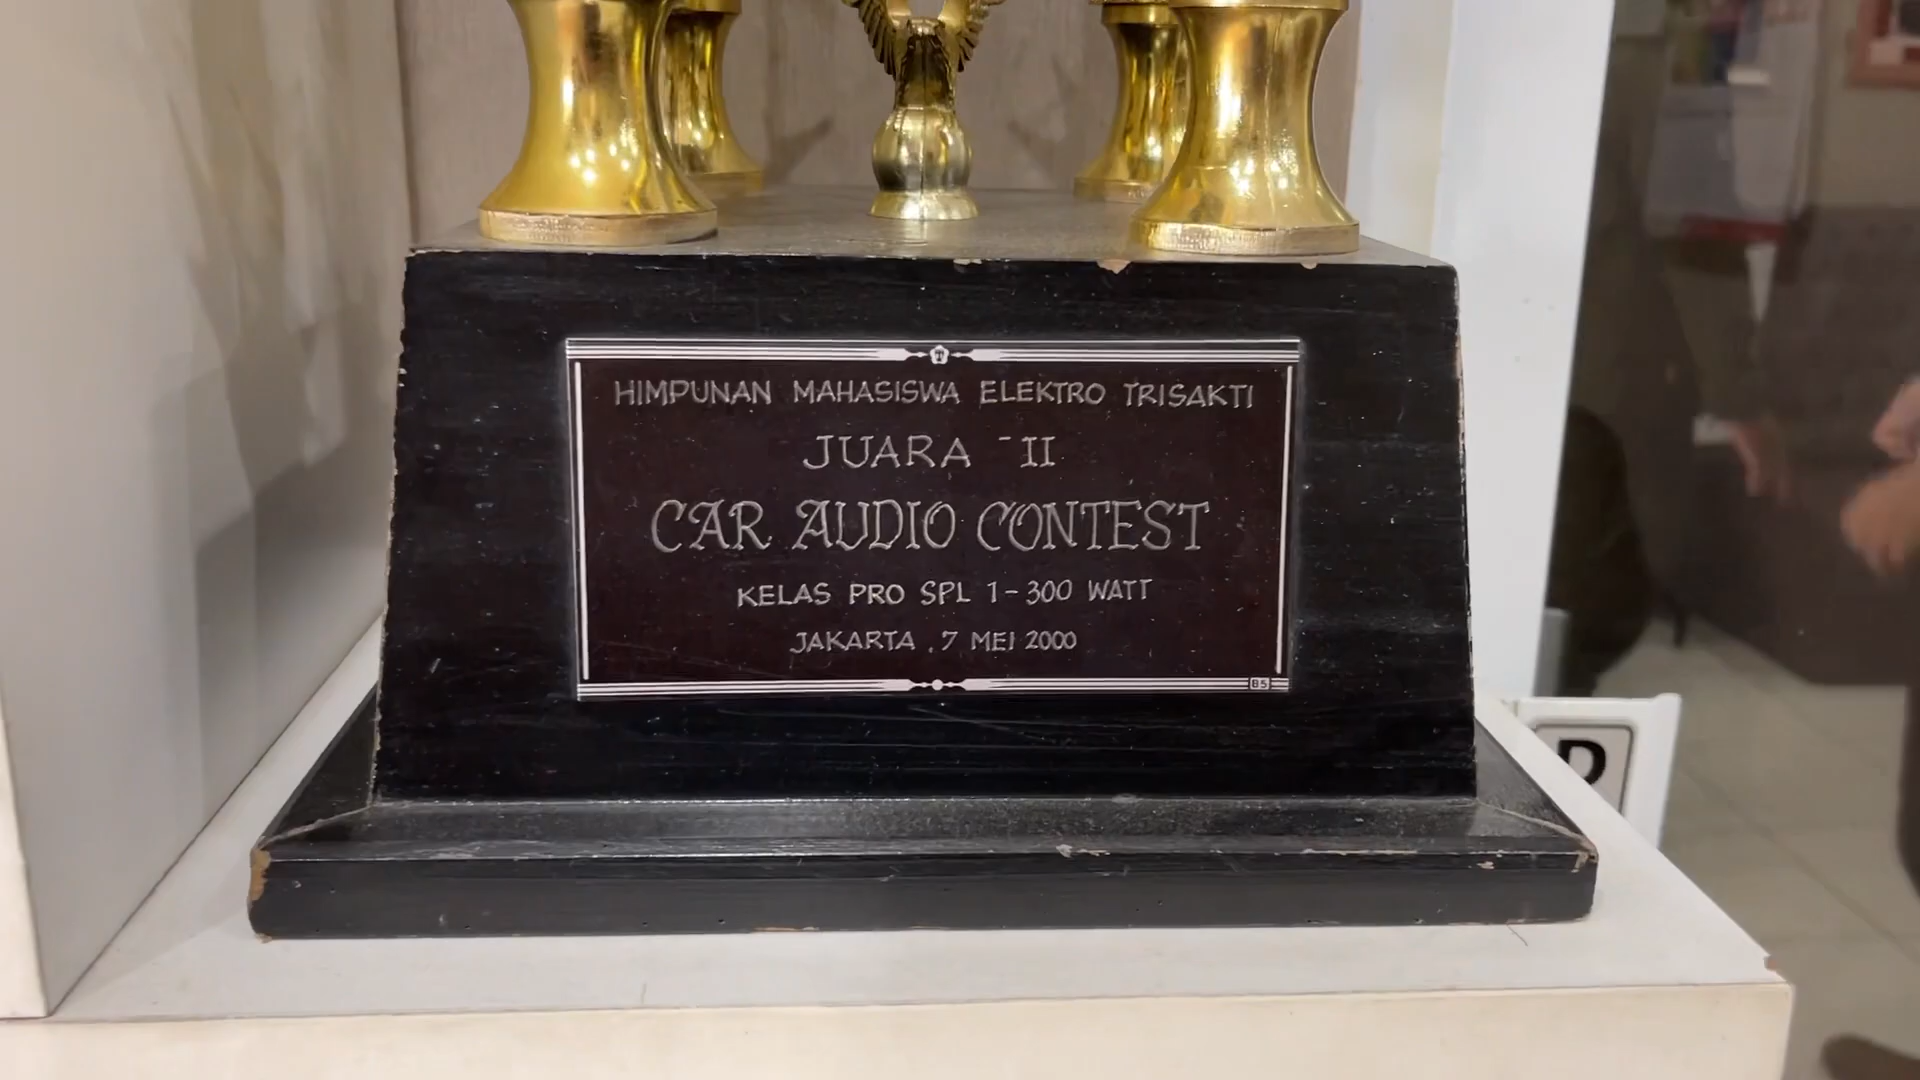 HIMPUNAN MAHASISWA ELEKTRO TRISAKTI
JUARA - II
CAR AUDIO CONTEST
KELAS PRO SPL 1-300 WATT
JAKARTA , 7 MEI 2000
T
85